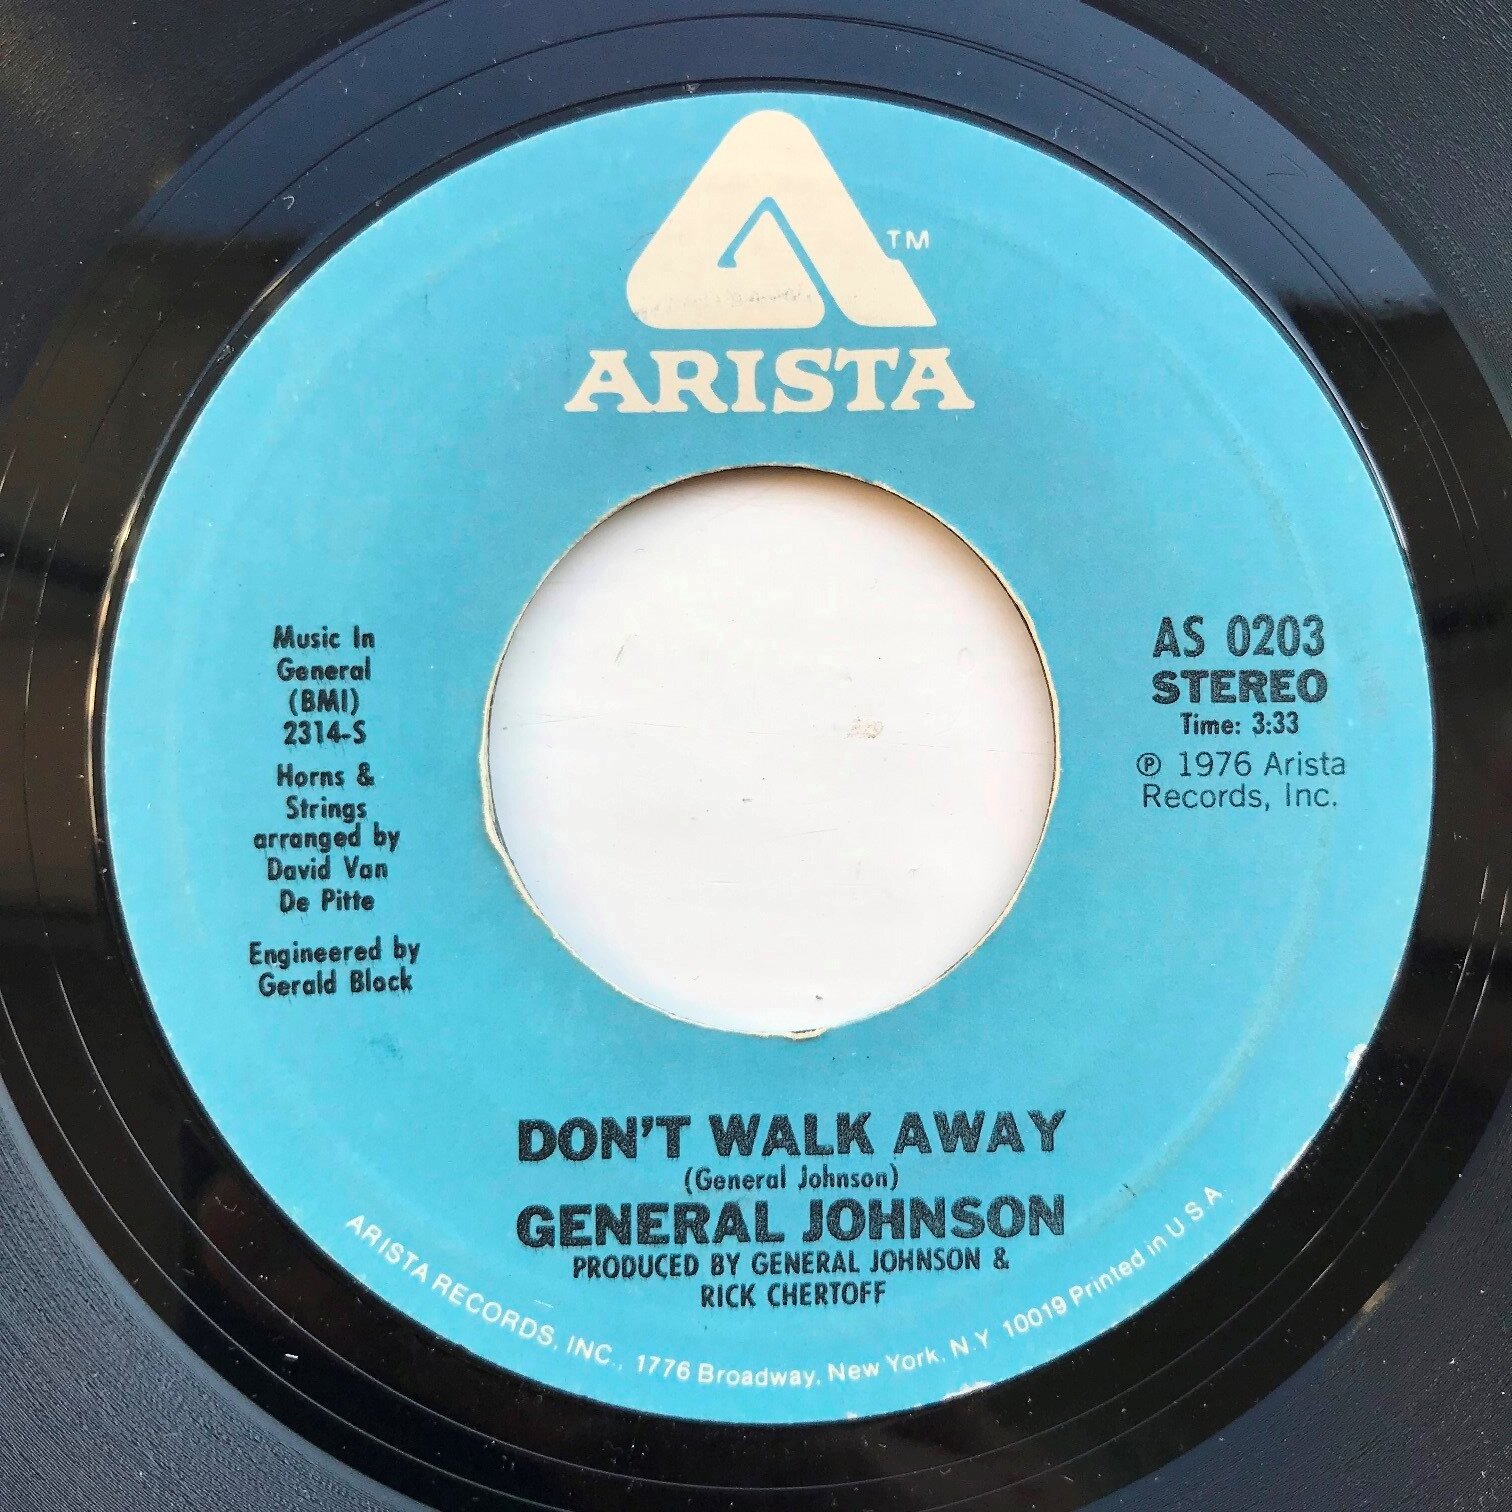 TM
ARISTA
Music In
General
(BMI)
2314-S
Horns &
Strings
arranged by
David Van
De Pitte
Engineered by
Gerald Block
AS 0203
STEREO
Time: 3:33
℗ 1976 Arista
Records, Inc.
DON'T WALK AWAY
(General Johnson)
GENERAL JOHNSON
PRODUCED BY GENERAL JOHNSON &
RICK CHERTOFF
ARISTA RECORDS, INC., 1776 Broadway, New York, N.Y 10019 Printed in U S A